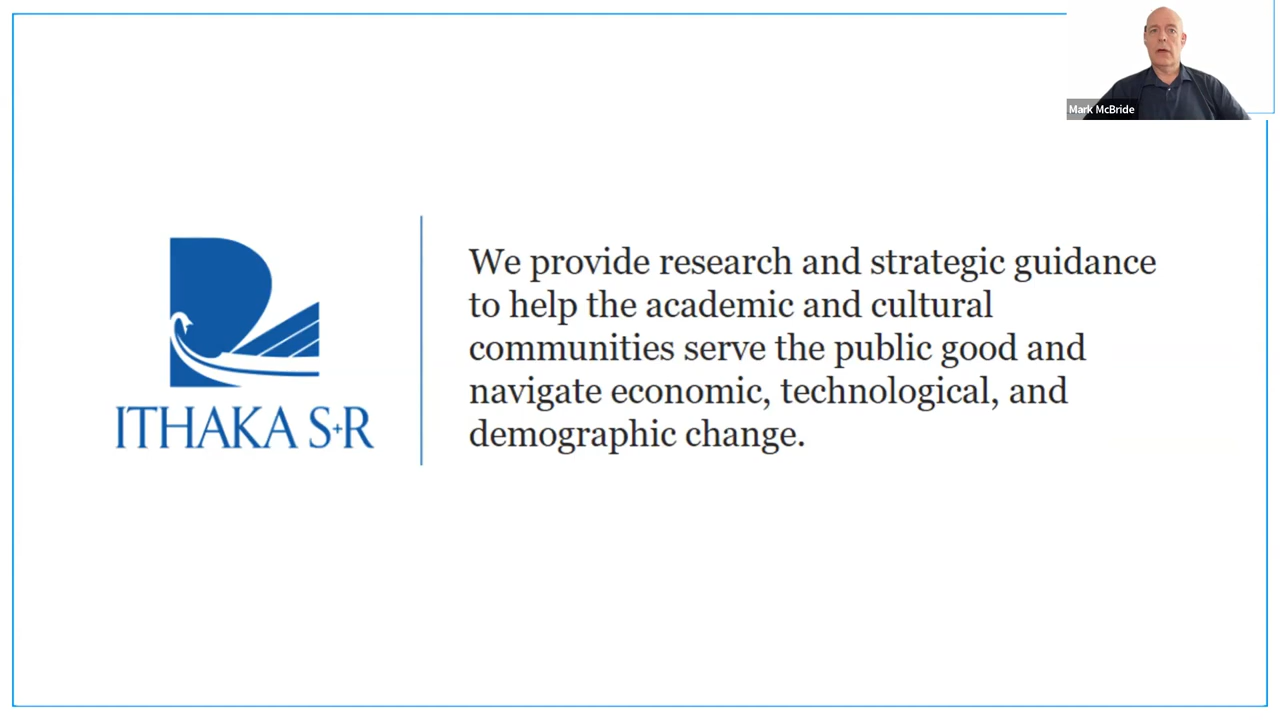 Mark McBride
ITHAKA S+R
We provide research and strategic guidance
to help the academic and cultural
communities serve the public good and
navigate economic, technological, and
demographic change.